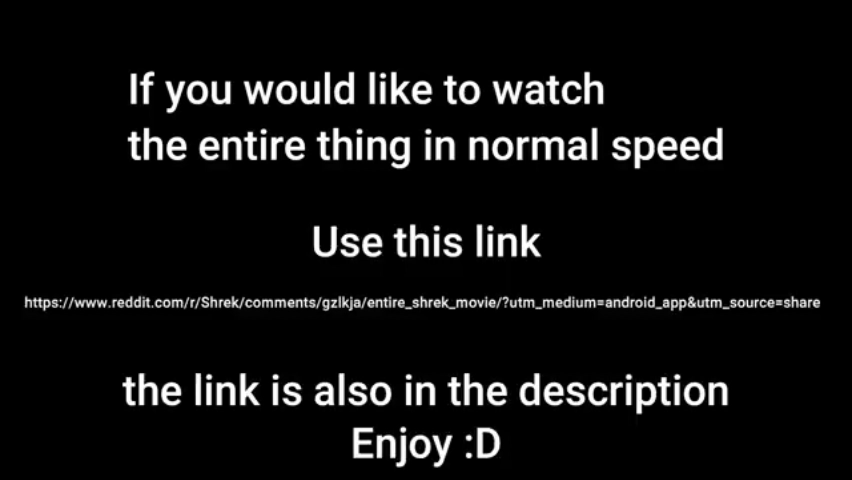 If you would like to watch
the entire thing in normal speed
Use this link
https://www.reddit.com/r/Shrek/comments/gzlkja/entire_shrek_movie/?utm_medium=android_app&utm_source=share
the link is also in the description
Enjoy :D